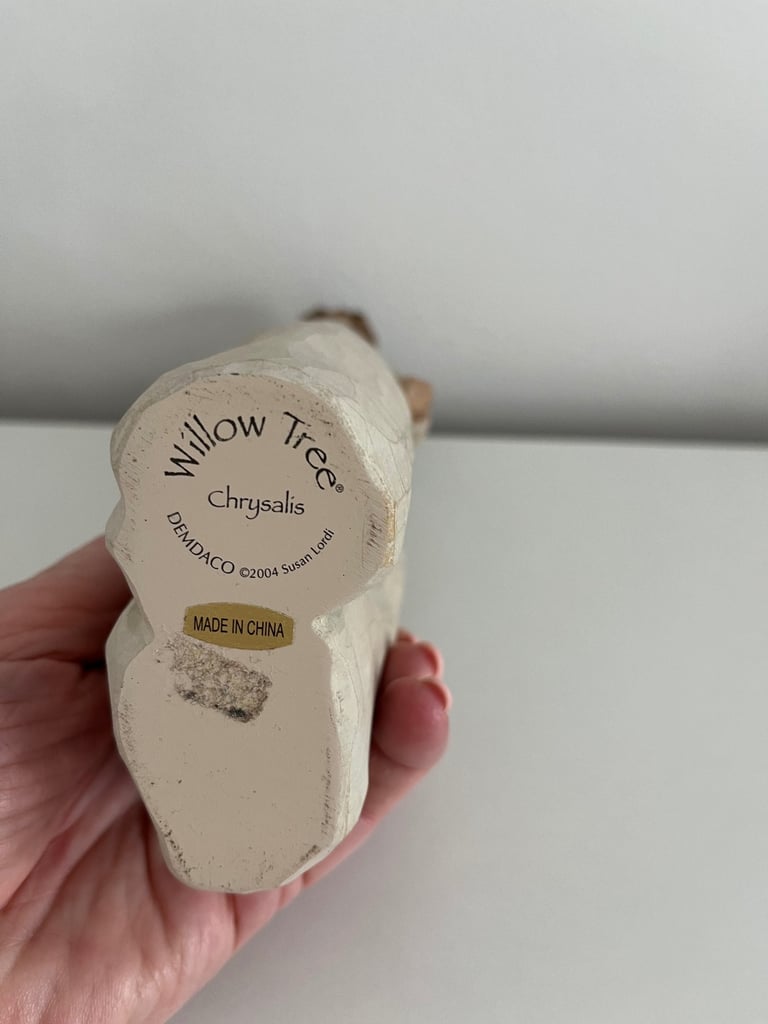 Willow Tree®
Chrysalis
DEMDACO ©2004 Susan Lordi
MADE IN CHINA